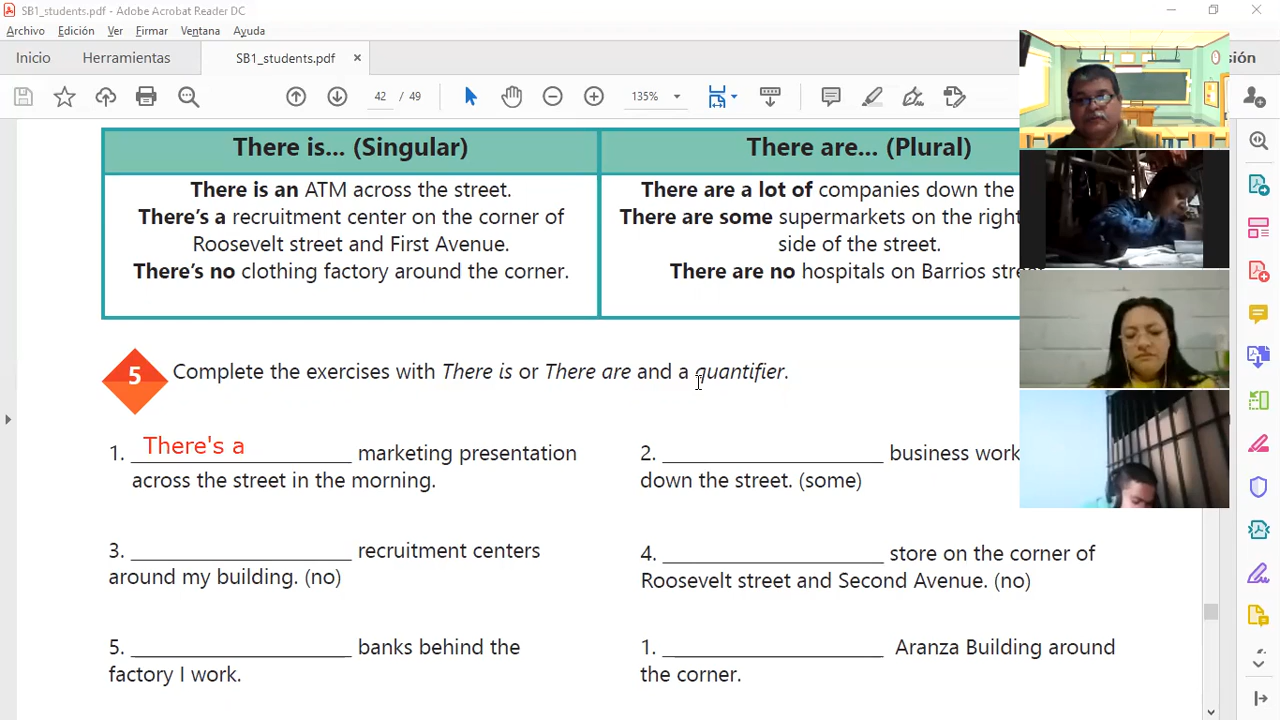 SB1_students.pdf - Adobe Acrobat Reader DC
Archivo Edición Ver Firmar Ventana Ayuda
Inicio Herramientas SB1_students.pdf × sión
42 / 49 135%
There is... (Singular) There are... (Plural)
There is an ATM across the street.
There's a recruitment center on the corner of
Roosevelt street and First Avenue.
There's no clothing factory around the corner.
There are a lot of companies down the
There are some supermarkets on the right
side of the street.
There are no hospitals on Barrios
5 Complete the exercises with There is or There are and a quantifier.
1. There's a marketing presentation
across the street in the morning.
2. ____________________ business work
down the street. (some)
3. ____________________ recruitment centers
around my building. (no)
4. ____________________ store on the corner of
Roosevelt street and Second Avenue. (no)
5. ____________________ banks behind the
factory I work.
1. ____________________ Aranza Building around
the corner.